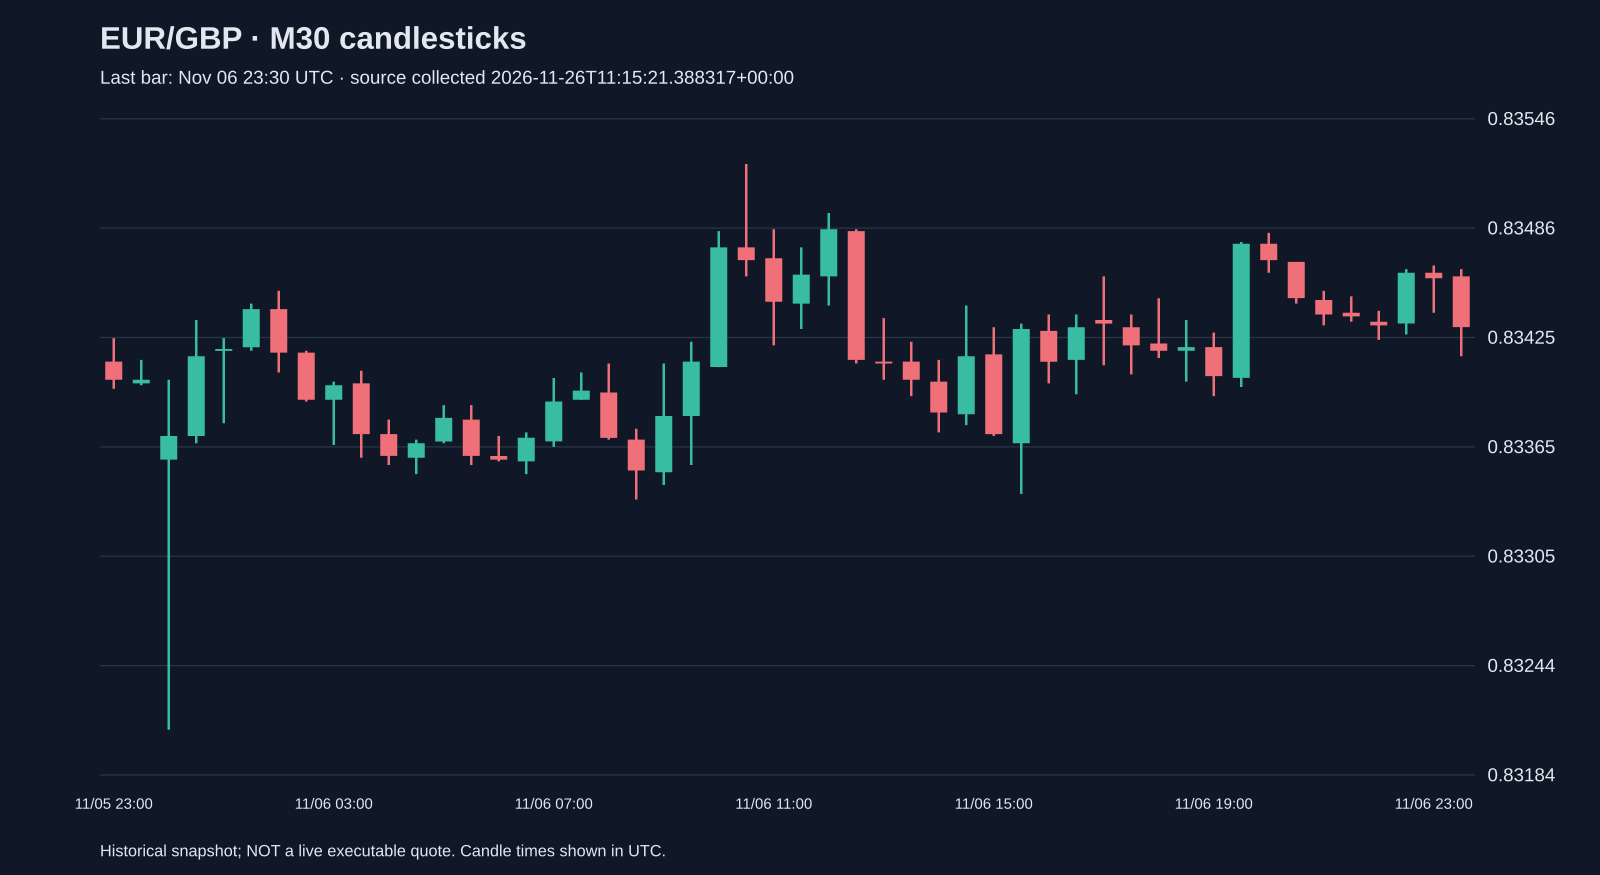 EUR/GBP · M30 candlesticks
Last bar: Nov 06 23:30 UTC · source collected 2026-11-26T11:15:21.388317+00:00
0.83546
0.83486
0.83425
0.83365
0.83305
0.83244
0.83184
11/05 23:00 11/06 03:00 11/06 07:00 11/06 11:00 11/06 15:00 11/06 19:00 11/06 23:00
Historical snapshot; NOT a live executable quote. Candle times shown in UTC.